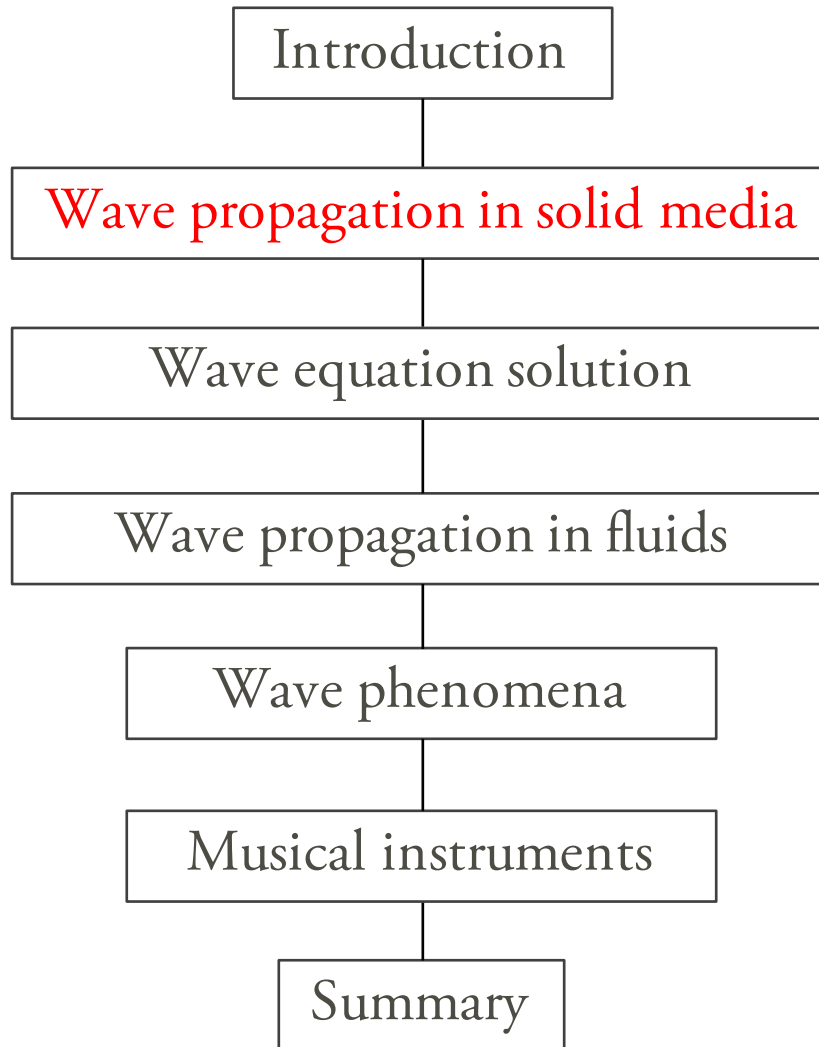 Introduction
Wave propagation in solid media
Wave equation solution
Wave propagation in fluids
Wave phenomena
Musical instruments
Summary